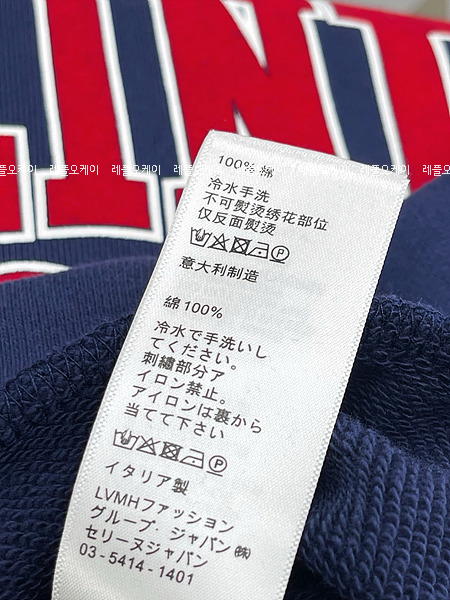 LINE
레플오케이 레플오케이 레플오케이 레플오케이 레플오케이
100% 棉
冷水手洗
不可熨烫绣花部位
仅反面熨烫
P
意大利制造
綿100%
冷水で手洗いし
てください。
刺繍部分ア
イロン禁止。
アイロンは裏から
当てて下さい
P
イタリア製
LVMHファッション
グループ. ジャパン㈱
セリーヌジャパン
03-5414-1401